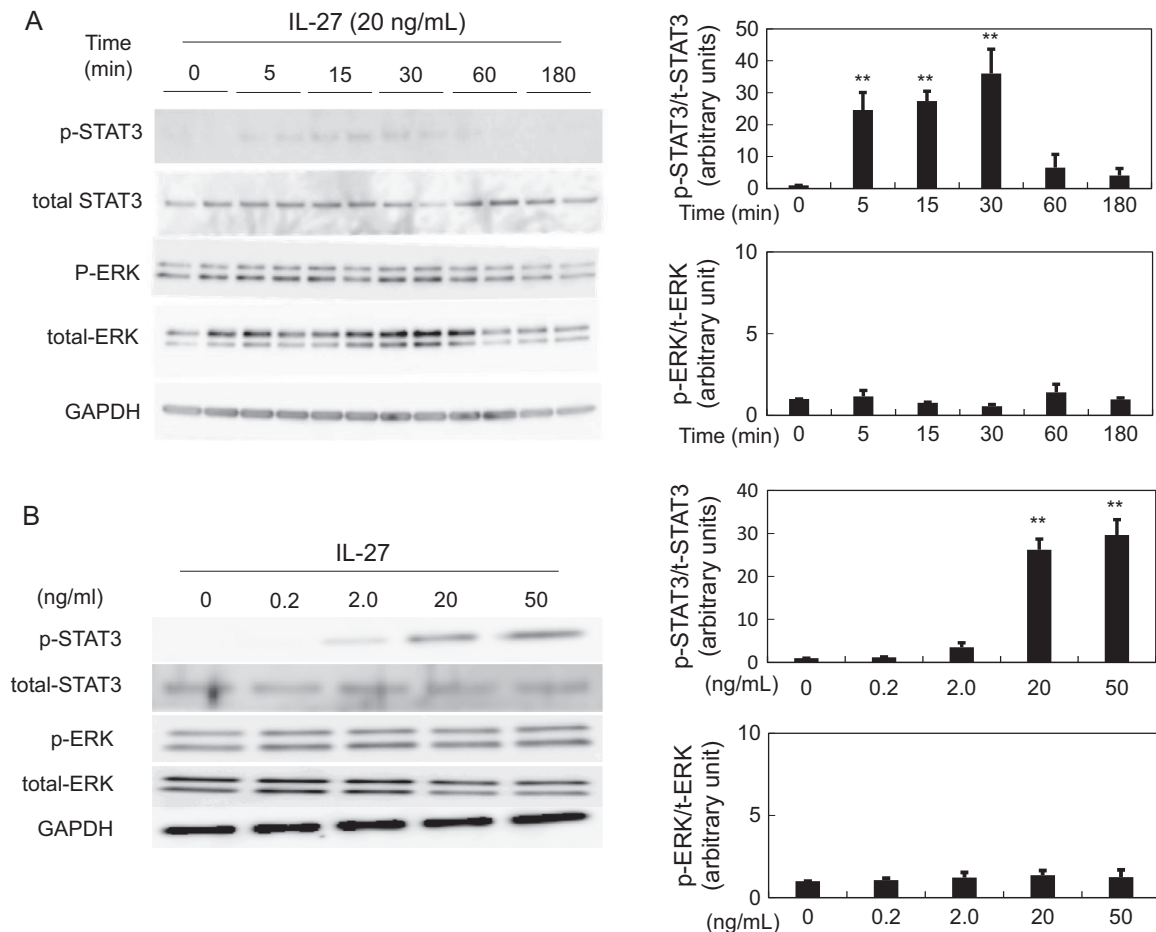 A
IL-27 (20 ng/mL)
Time
(min)
0 5 15 30 60 180
p-STAT3
total STAT3
P-ERK
total-ERK
GAPDH
p-STAT3/t-STAT3
(arbitrary units)
50
40
30
20
10
0
** ** **
Time (min) 0 5 15 30 60 180
p-ERK/t-ERK
(arbitrary unit)
10
5
0
Time (min) 0 5 15 30 60 180
B
IL-27
(ng/ml) 0 0.2 2.0 20 50
p-STAT3
total-STAT3
p-ERK
total-ERK
GAPDH
p-STAT3/t-STAT3
(arbitrary units)
40
30
20
10
0
** **
(ng/mL) 0 0.2 2.0 20 50
p-ERK/t-ERK
(arbitrary unit)
10
5
0
(ng/mL) 0 0.2 2.0 20 50